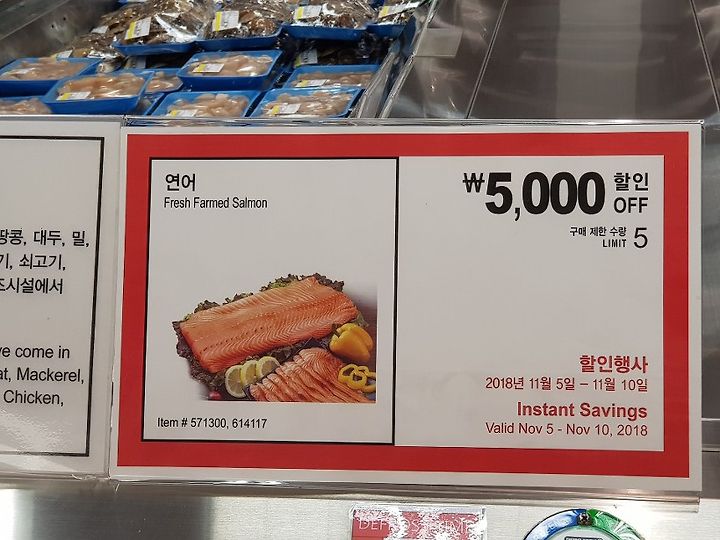 땅콩, 대두, 밀,
기, 쇠고기,
조시설에서
ve come in
at, Mackerel,
Chicken,
연어
Fresh Farmed Salmon
Item # 571300, 614117
₩5,000 할인
OFF
구매 제한 수량
LIMIT 5
할인행사
2018년 11월 5일 – 11월 10일
Instant Savings
Valid Nov 5 - Nov 10, 2018